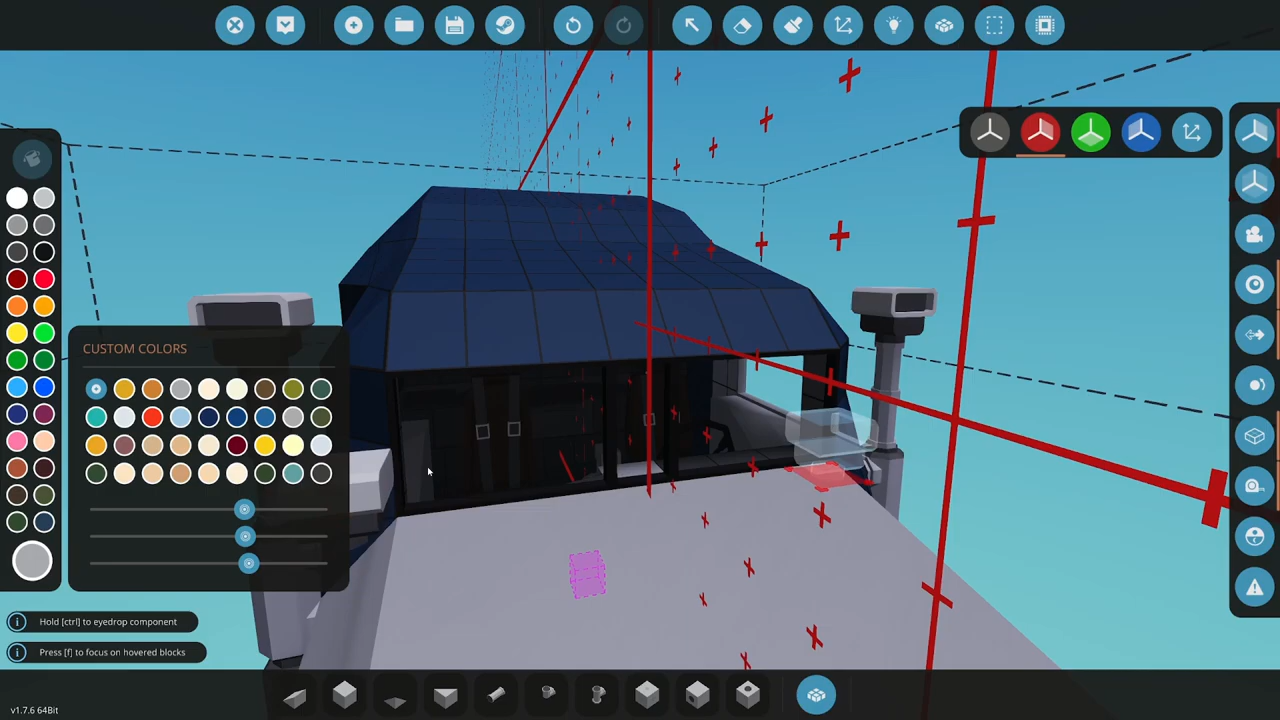 CUSTOM COLORS
Hold [ctrl] to eyedrop component
Press [f] to focus on hovered blocks
v1.7.6 64Bit